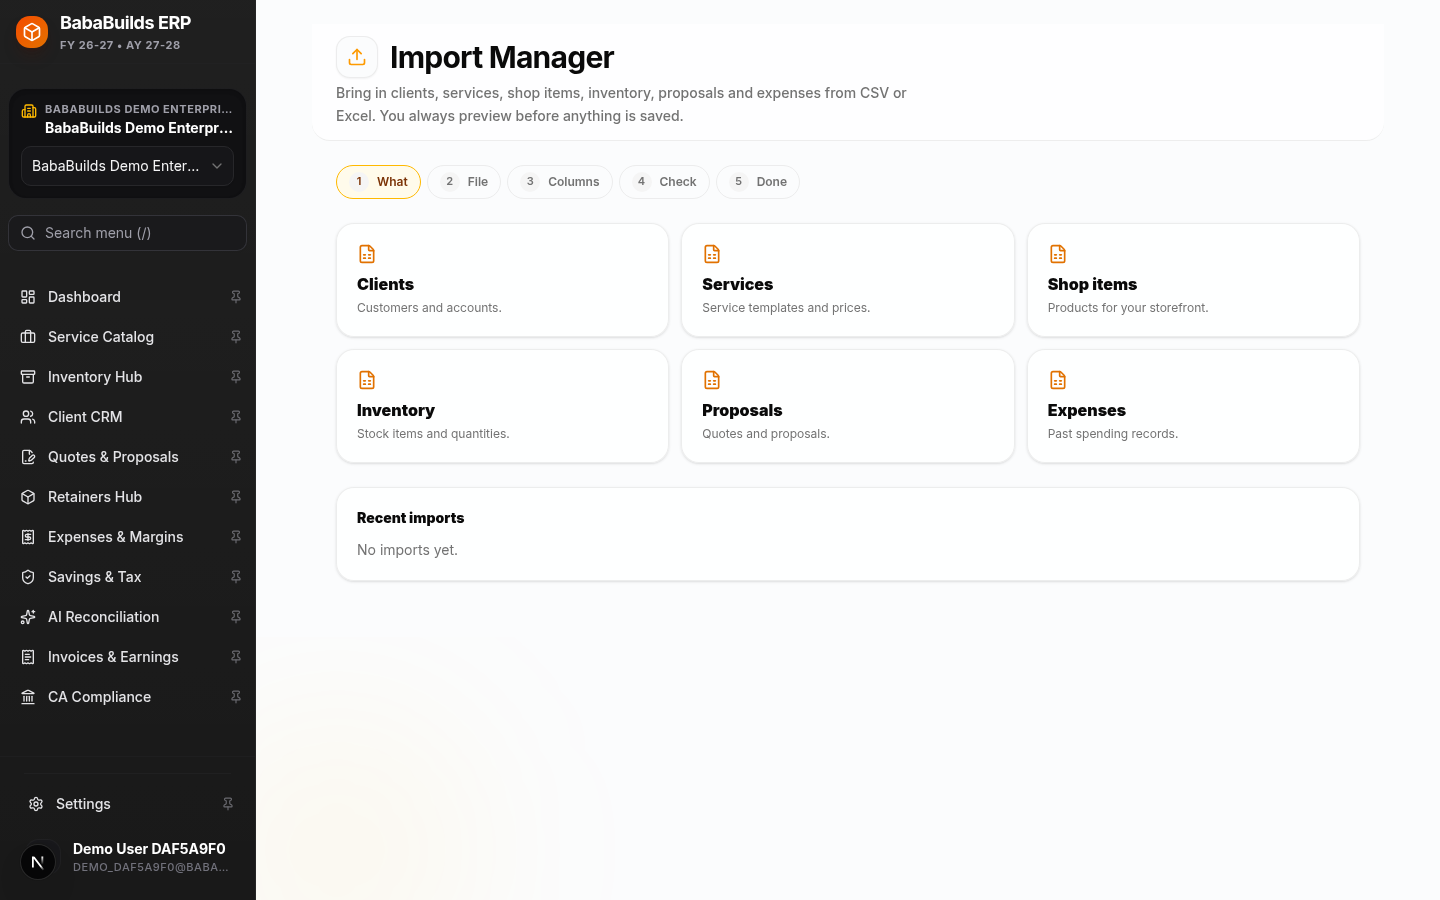 BabaBuilds ERP
FY 26-27 • AY 27-28
BABABUILDS DEMO ENTERPRI...
BabaBuilds Demo Enterpr...
BabaBuilds Demo Enter...
Search menu (/)
Dashboard
Service Catalog
Inventory Hub
Client CRM
Quotes & Proposals
Retainers Hub
Expenses & Margins
Savings & Tax
AI Reconciliation
Invoices & Earnings
CA Compliance
Settings
N
Demo User DAF5A9F0
DEMO_DAF5A9F0@BABA...
Import Manager
Bring in clients, services, shop items, inventory, proposals and expenses from CSV or
Excel. You always preview before anything is saved.
1 What
2 File
3 Columns
4 Check
5 Done
Clients
Customers and accounts.
Services
Service templates and prices.
Shop items
Products for your storefront.
Inventory
Stock items and quantities.
Proposals
Quotes and proposals.
Expenses
Past spending records.
Recent imports
No imports yet.